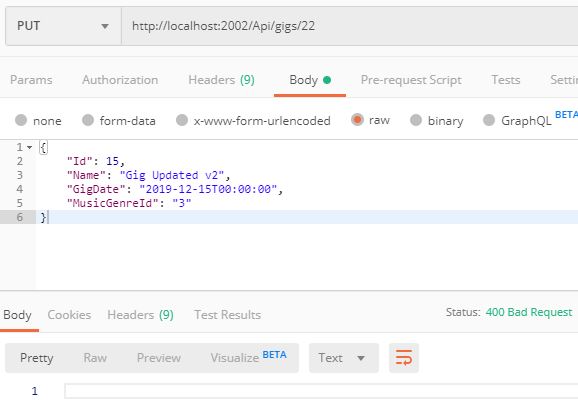 PUT http://localhost:2002/Api/gigs/22
Params Authorization Headers (9) Body Pre-request Script Tests Setti
none form-data x-www-form-urlencoded raw binary GraphQL BETA
1 {
2 "Id": 15,
3 "Name": "Gig Updated v2",
4 "GigDate": "2019-12-15T00:00:00",
5 "MusicGenreId": "3"
6 }
Body Cookies Headers (9) Test Results Status: 400 Bad Request
Pretty Raw Preview Visualize BETA Text
1